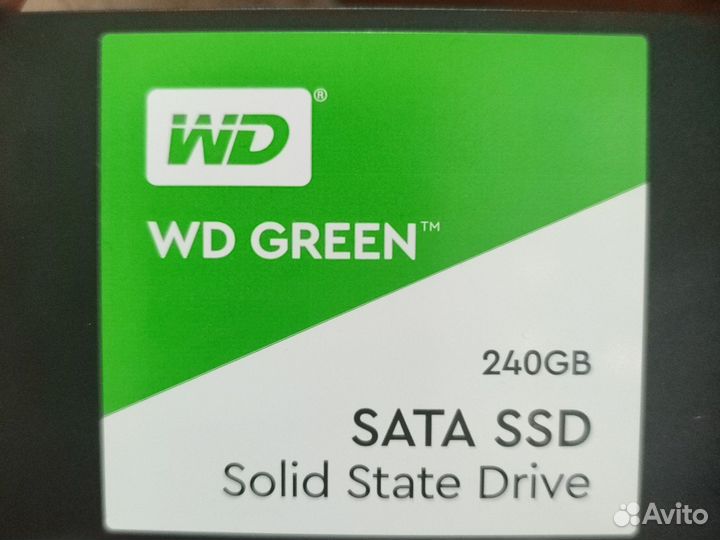 WD®
WD GREEN™
240GB
SATA SSD
Solid State Drive
Avito